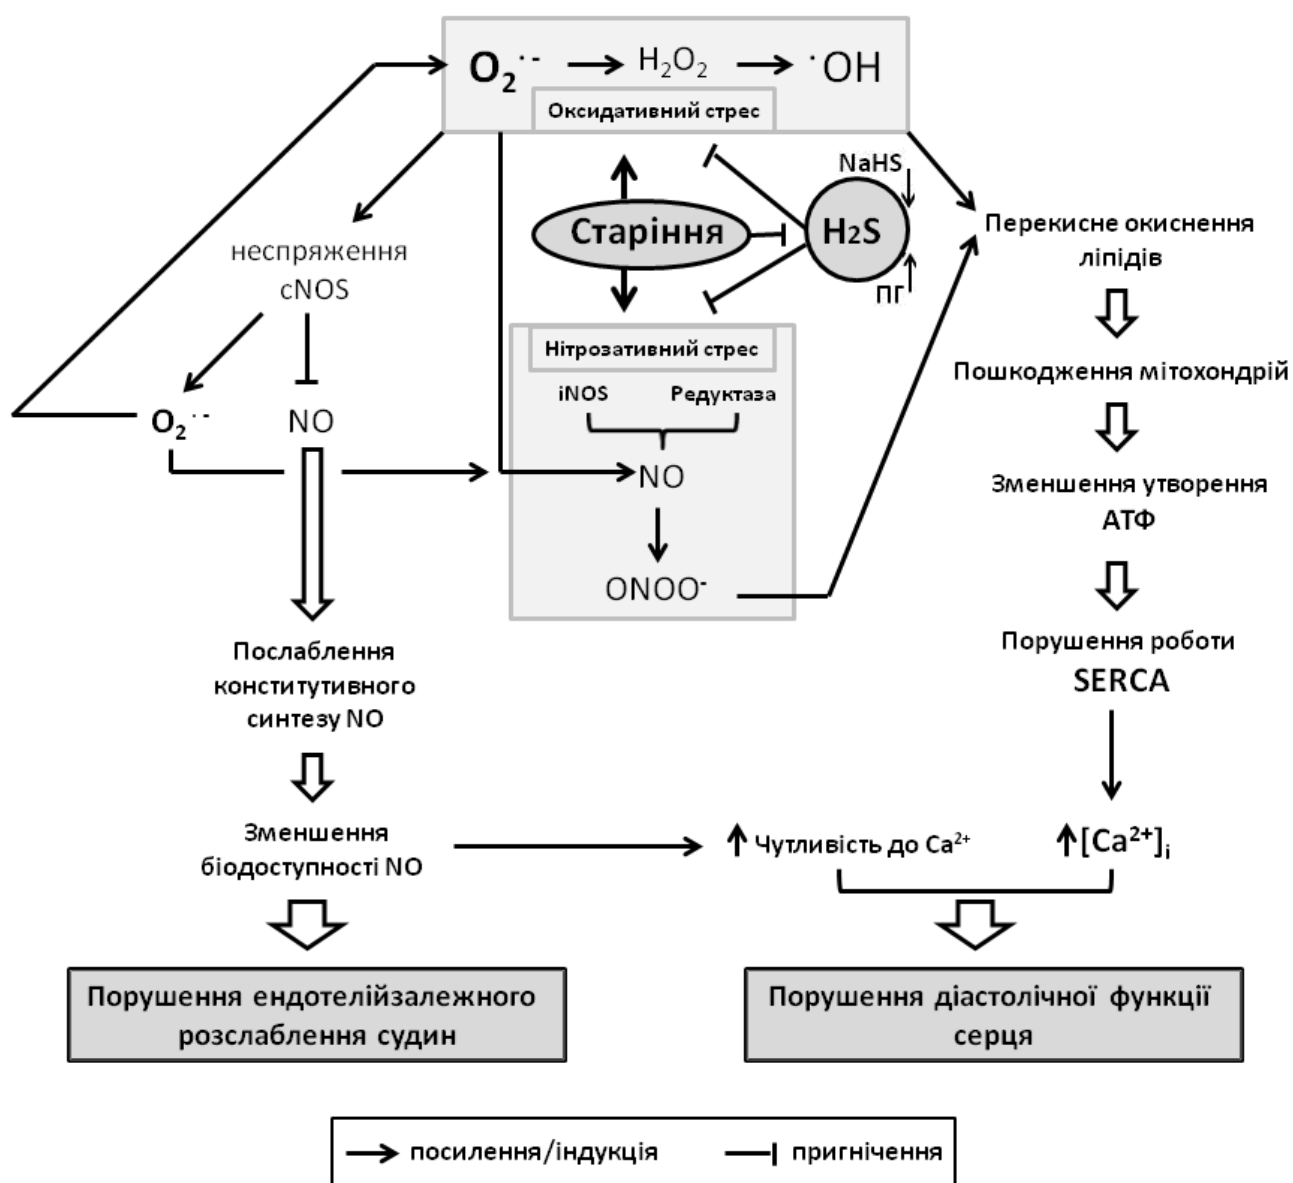 O₂˙⁻ → H₂O₂ → ˙OH
Оксидативний стрес
NaHS
Старіння
H₂S
ПГ
неспряження
cNOS
O₂˙⁻
NO
Нітрозативний стрес
iNOS Редуктаза
NO
ONOO⁻
Перекисне окиснення
ліпідів
Пошкодження мітохондрій
Зменшення утворення
АТФ
Порушення роботи
SERCA
Послаблення
конститутивного
синтезу NO
Зменшення
біодоступності NO
↑ Чутливість до Ca²⁺
↑[Ca²⁺]ᵢ
Порушення ендотелійзалежного
розслаблення судин
Порушення діастолічної функції
серця
посилення/індукція
пригнічення